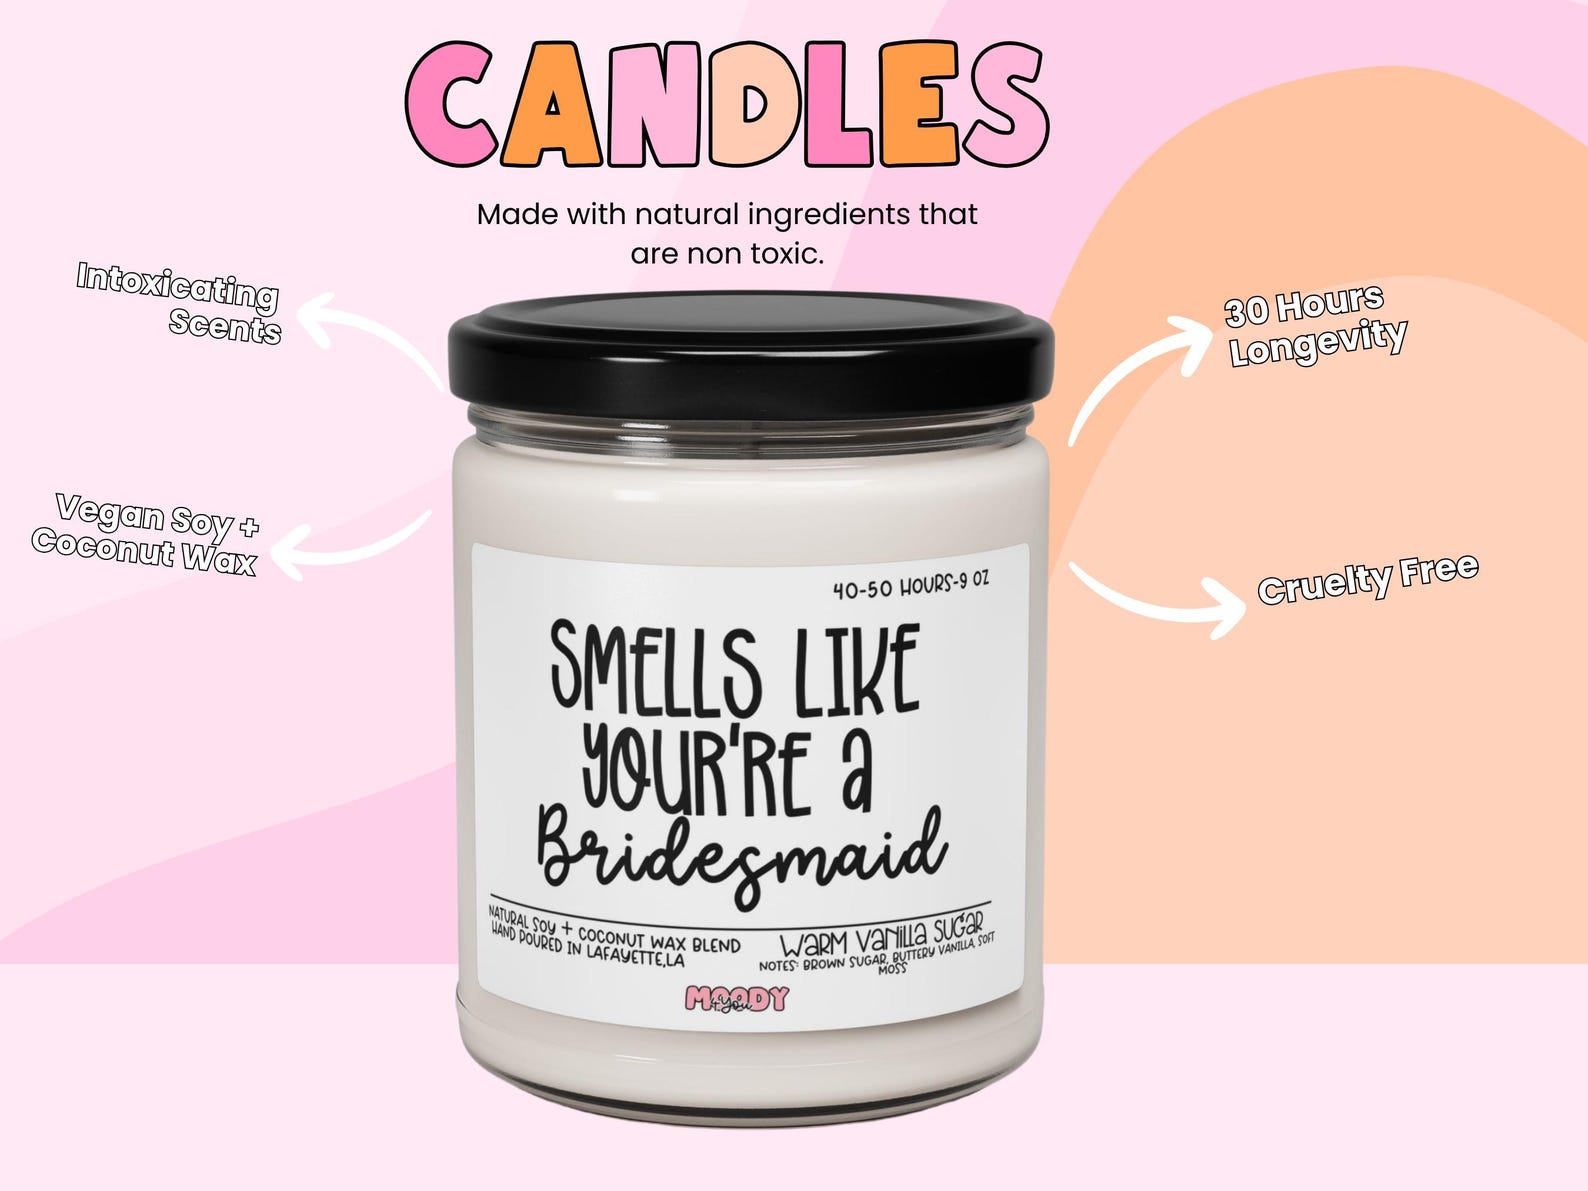 CANDLES
Made with natural ingredients that
are non toxic.
Intoxicating
Scents
30 Hours
Longevity
Vegan Soy +
Coconut Wax
Cruelty Free
40-50 HOURS-9 OZ
SMELLS LIKE
YOUR'RE a
Bridesmaid
NATURAL SOY + COCONUT WAX BLEND
HAND POURED IN LAFAYETTE,LA
WARM VANILLA SUGAR
NOTES: BROWN SUGAR, BUTTERY VANILLA, SOFT
MOSS
MOODY
4 You